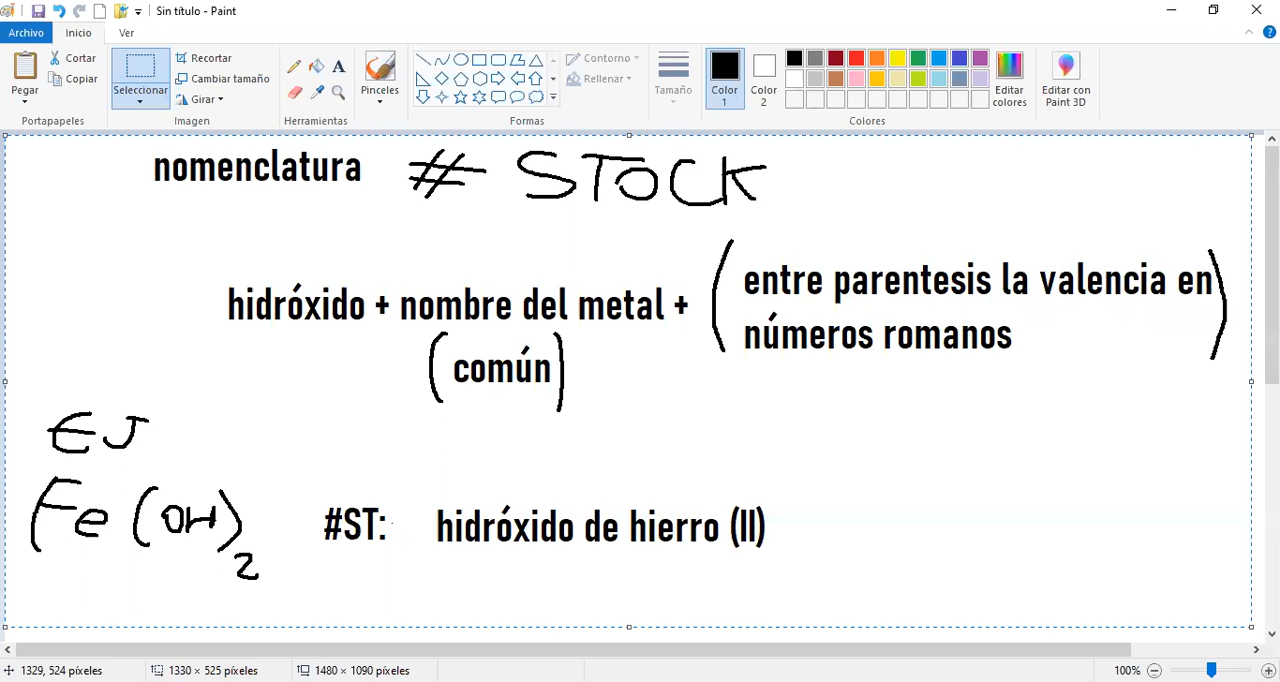 Sin título - Paint
Archivo Inicio Ver
Pegar
Cortar
Copiar
Portapapeles
Seleccionar
Recortar
Cambiar tamaño
Girar
Imagen
A
Herramientas
Pinceles
Contorno
Rellenar
Formas
Tamaño
Color 1
Color 2
Editar colores
Colores
Editar con Paint 3D
nomenclatura # STOCK
hidróxido + nombre del metal + (entre parentesis la valencia en
números romanos)
(común)
EJ
Fe(OH)2 #ST: hidróxido de hierro (II)
1329, 524 píxeles 1330 × 525 píxeles 1480 × 1090 píxeles 100%